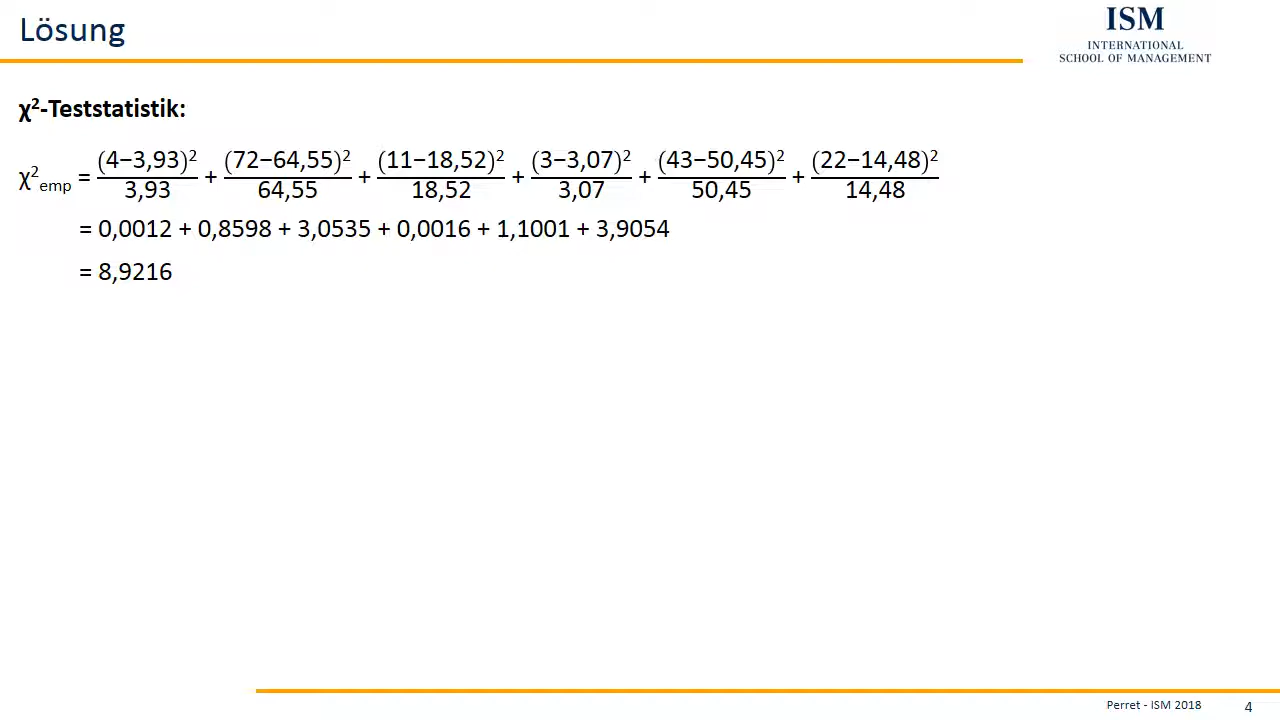 Lösung
ISM
INTERNATIONAL
SCHOOL OF MANAGEMENT
χ²-Teststatistik:
χ²emp = (4−3,93)²/3,93 + (72−64,55)²/64,55 + (11−18,52)²/18,52 + (3−3,07)²/3,07 + (43−50,45)²/50,45 + (22−14,48)²/14,48
= 0,0012 + 0,8598 + 3,0535 + 0,0016 + 1,1001 + 3,9054
= 8,9216
Perret - ISM 2018
4